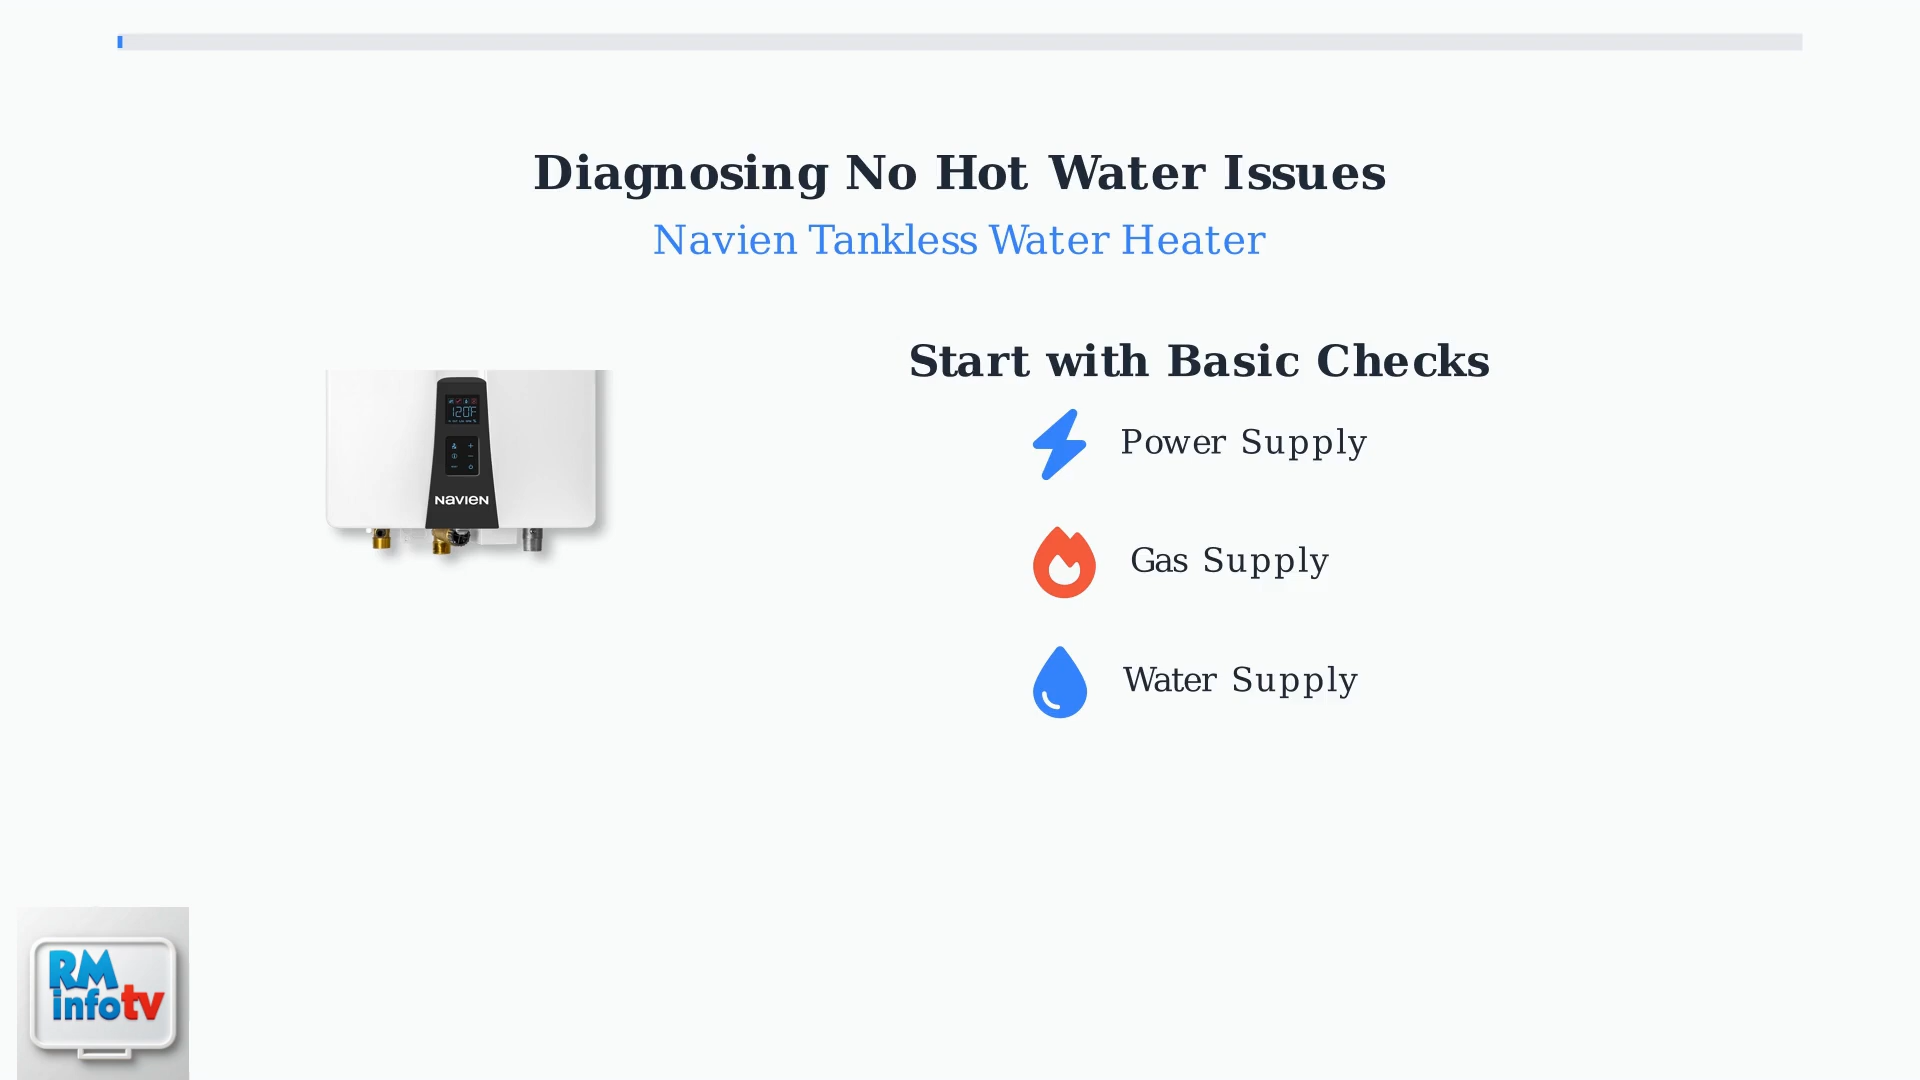 Diagnosing No Hot Water Issues
Navien Tankless Water Heater
Start with Basic Checks
120F
NAVIEN
Power Supply
Gas Supply
Water Supply
RM
infotv